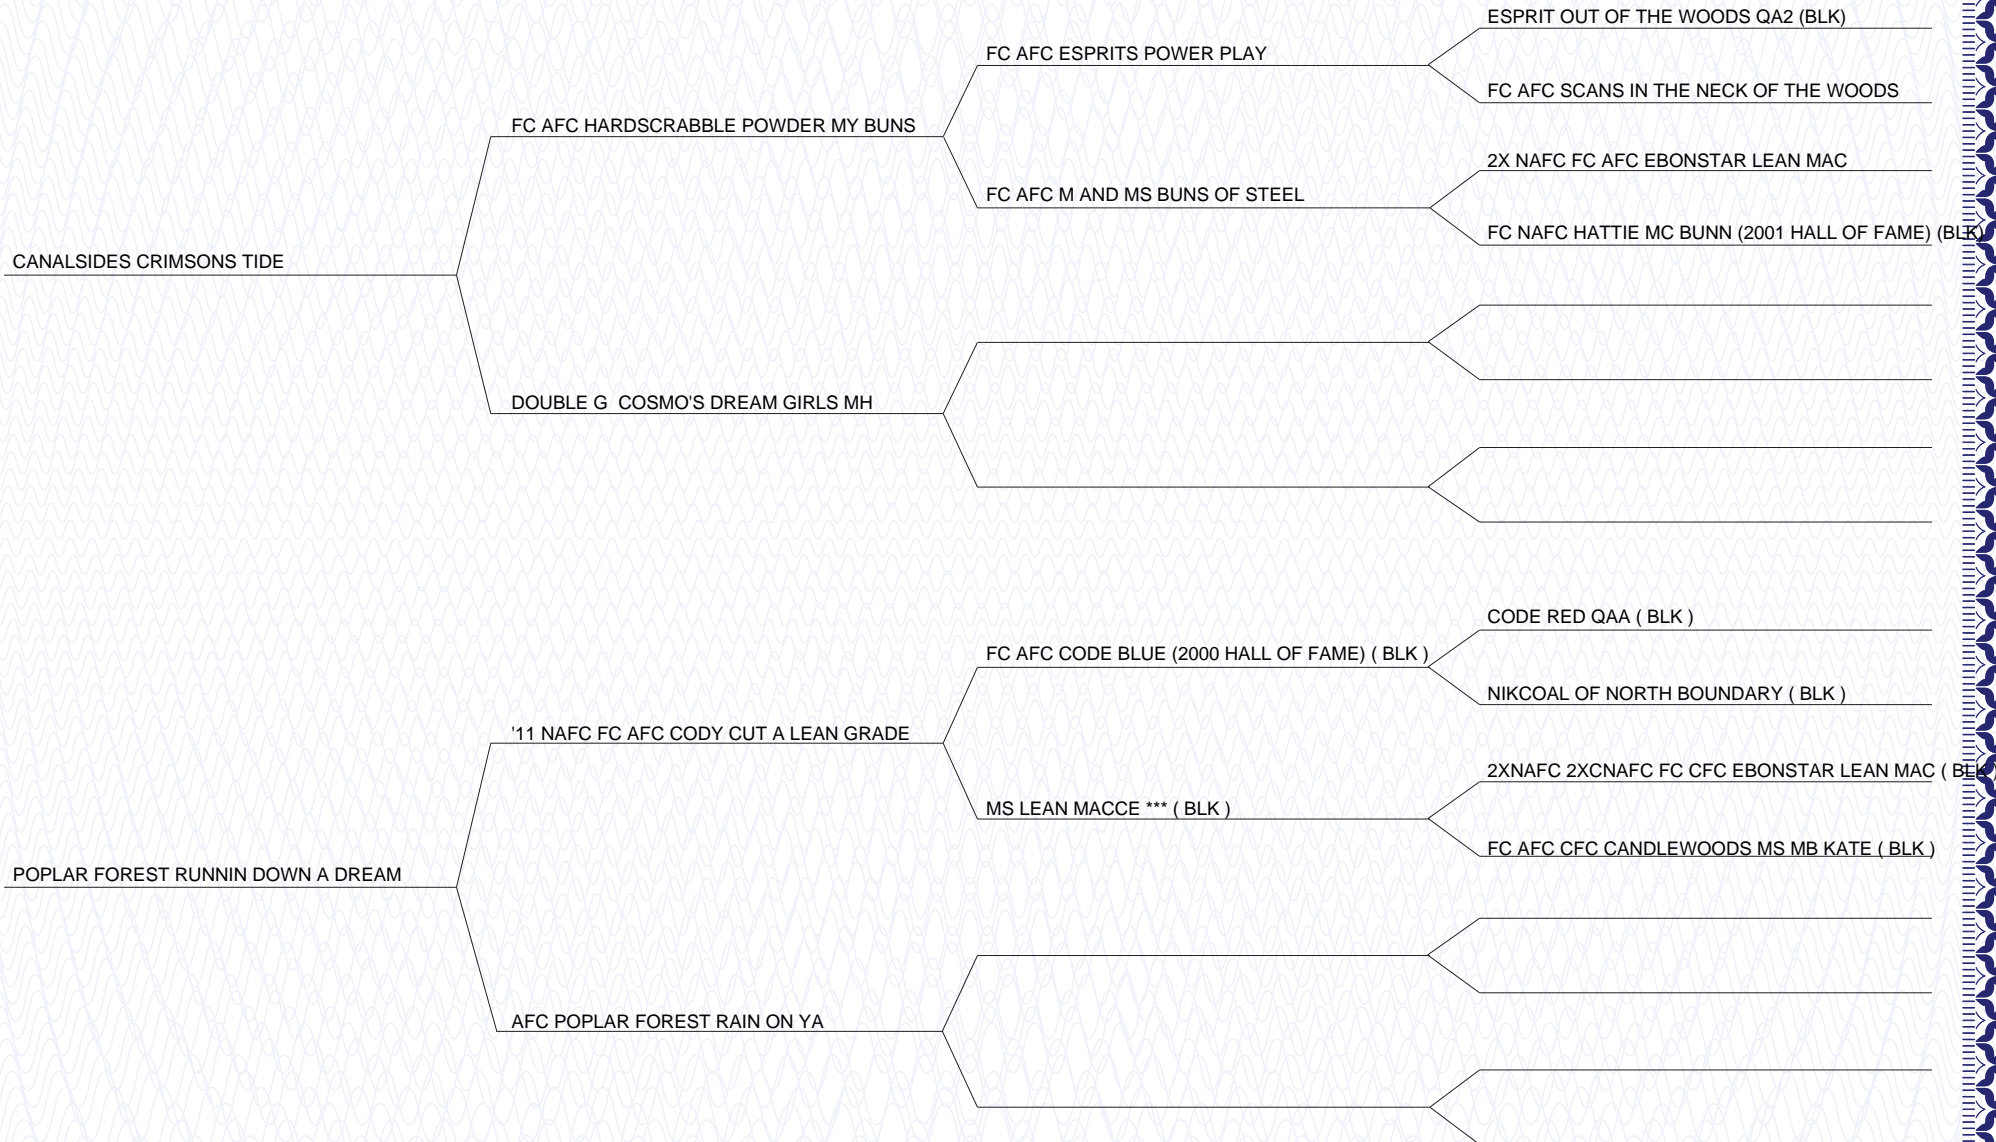 ESPRIT OUT OF THE WOODS QA2 (BLK)
FC AFC ESPRITS POWER PLAY
FC AFC SCANS IN THE NECK OF THE WOODS
FC AFC HARDSCRABBLE POWDER MY BUNS
2X NAFC FC AFC EBONSTAR LEAN MAC
FC AFC M AND MS BUNS OF STEEL
FC NAFC HATTIE MC BUNN (2001 HALL OF FAME) (BLK)
CANALSIDES CRIMSONS TIDE
DOUBLE G  COSMO'S DREAM GIRLS MH
CODE RED QAA ( BLK )
FC AFC CODE BLUE (2000 HALL OF FAME) ( BLK )
NIKCOAL OF NORTH BOUNDARY ( BLK )
'11 NAFC FC AFC CODY CUT A LEAN GRADE
2XNAFC 2XCNAFC FC CFC EBONSTAR LEAN MAC ( BLK )
MS LEAN MACCE *** ( BLK )
FC AFC CFC CANDLEWOODS MS MB KATE ( BLK )
POPLAR FOREST RUNNIN DOWN A DREAM
AFC POPLAR FOREST RAIN ON YA